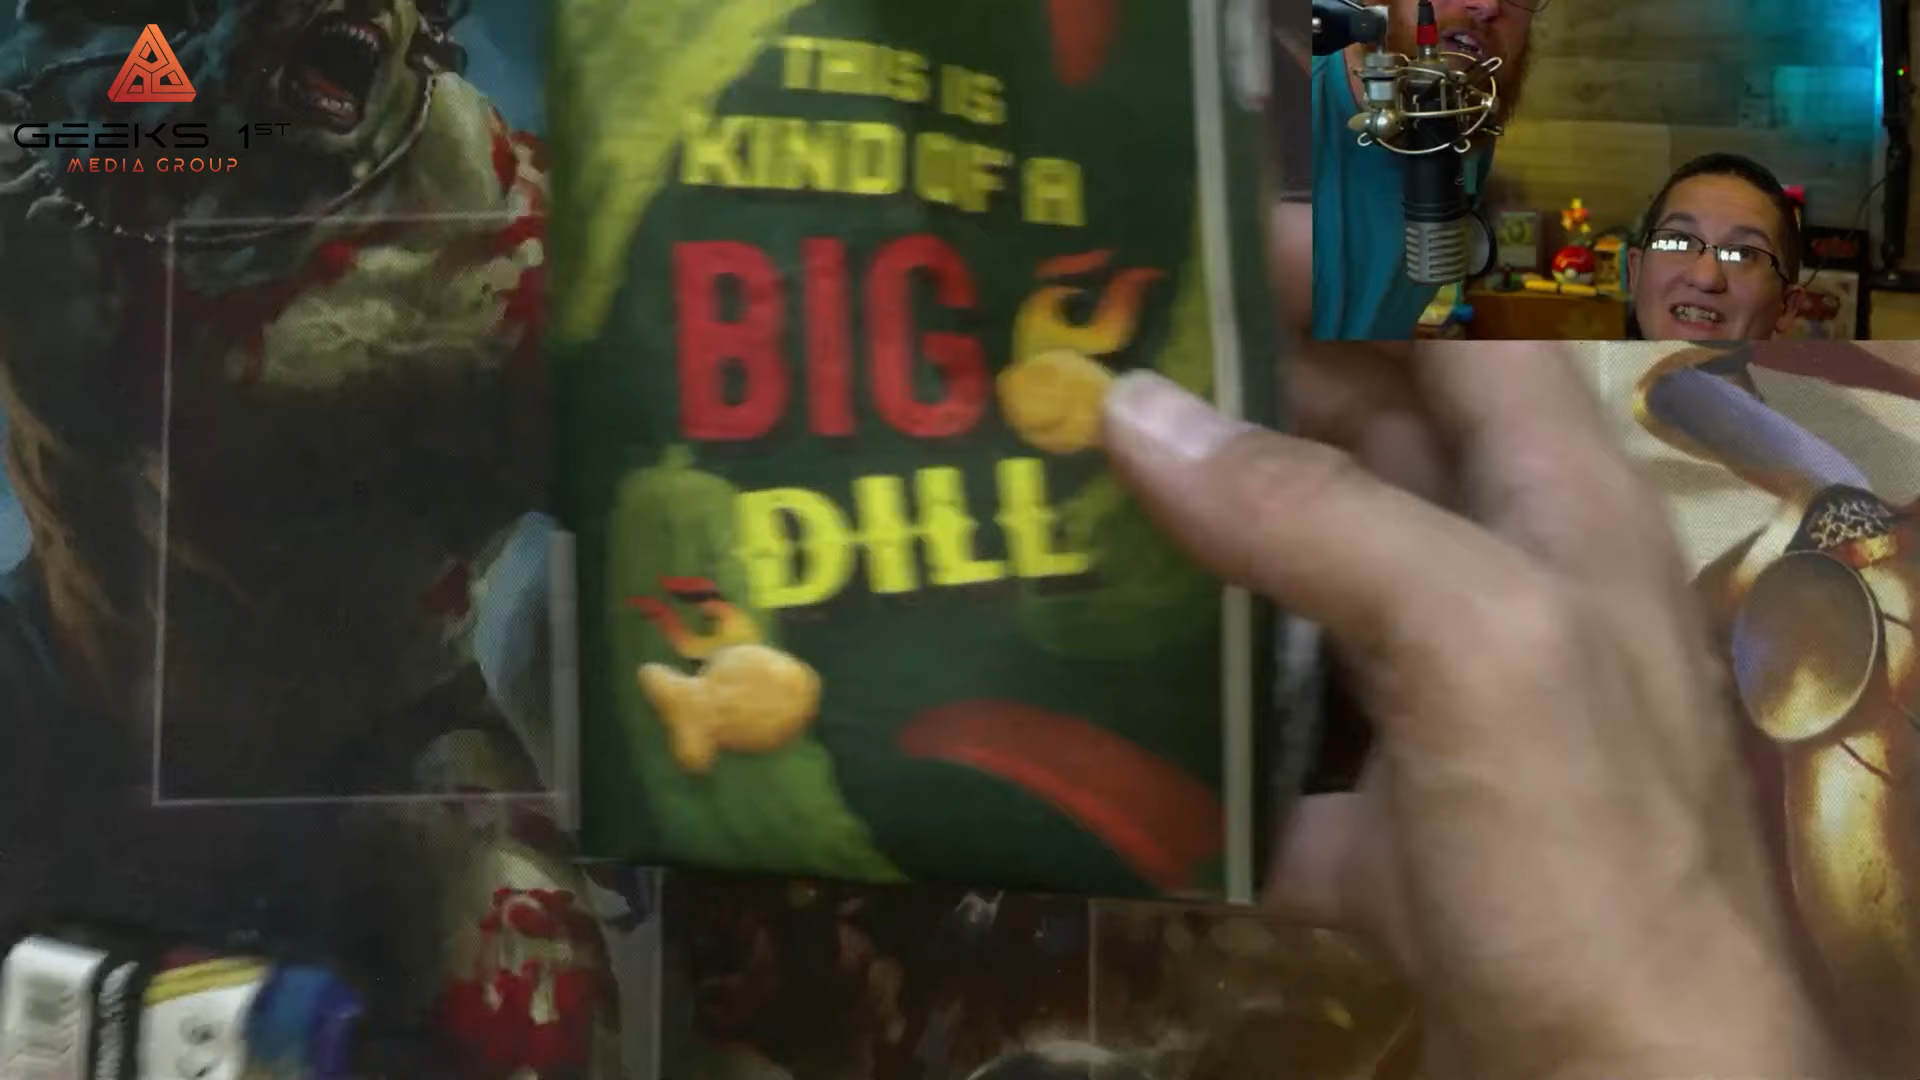 GEEKS 1ST
MEDIA GROUP
THIS IS
KIND OF A
BIG
DILL